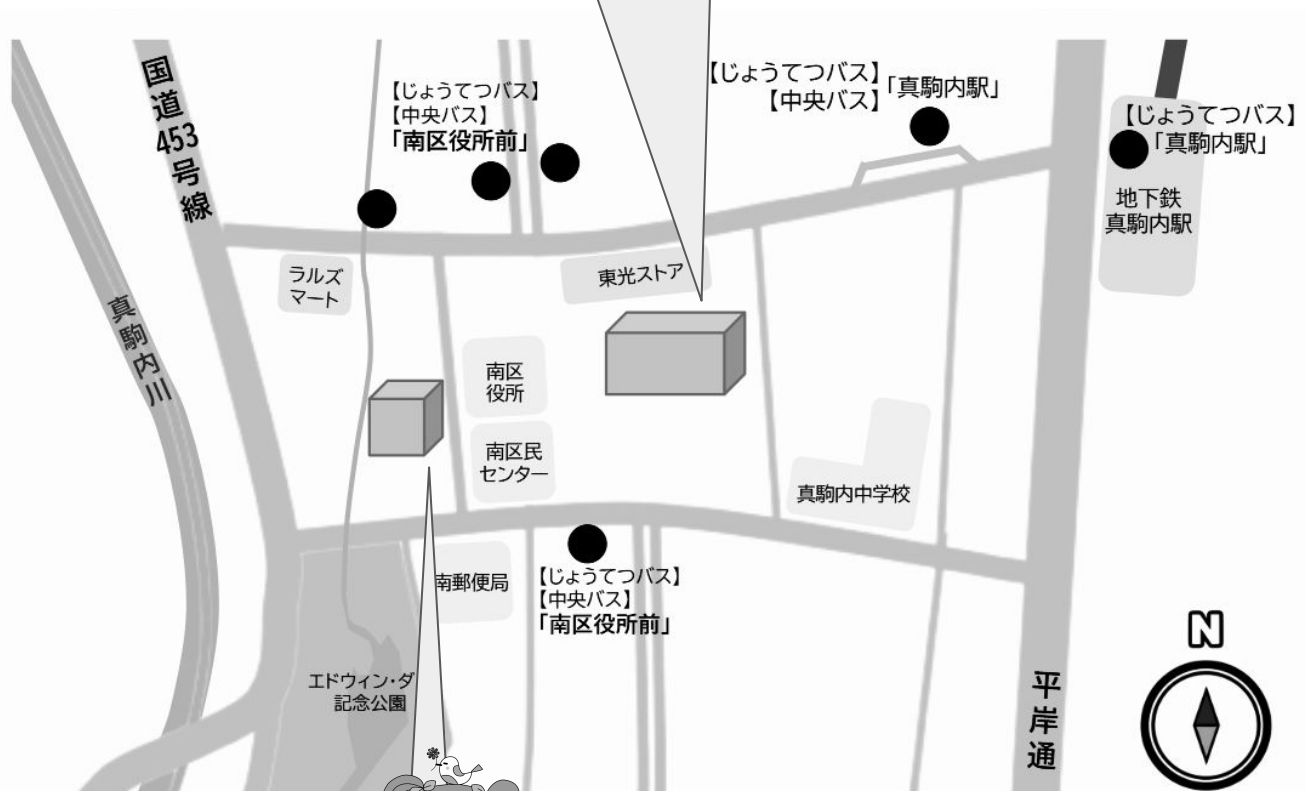 国道453号線
【じょうてつバス】
【中央バス】
「南区役所前」
【じょうてつバス】
【中央バス】
「真駒内駅」
【じょうてつバス】
「真駒内駅」
地下鉄
真駒内駅
ラルズ
マート
東光ストア
真駒内川
南区
役所
南区民
センター
真駒内中学校
南郵便局
【じょうてつバス】
【中央バス】
「南区役所前」
エドウィン・ダ
記念公園
平岸通
N